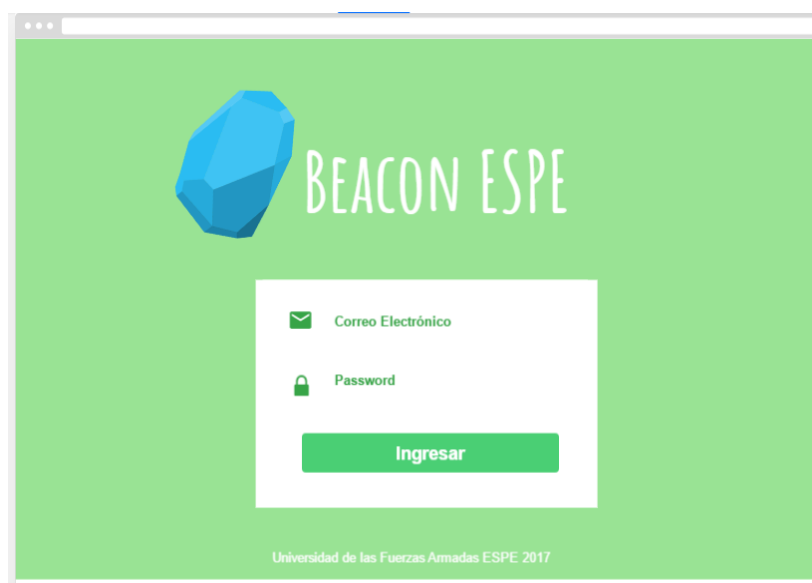 BEACON ESPE
Correo Electrónico
Password
Ingresar
Universidad de las Fuerzas Armadas ESPE 2017